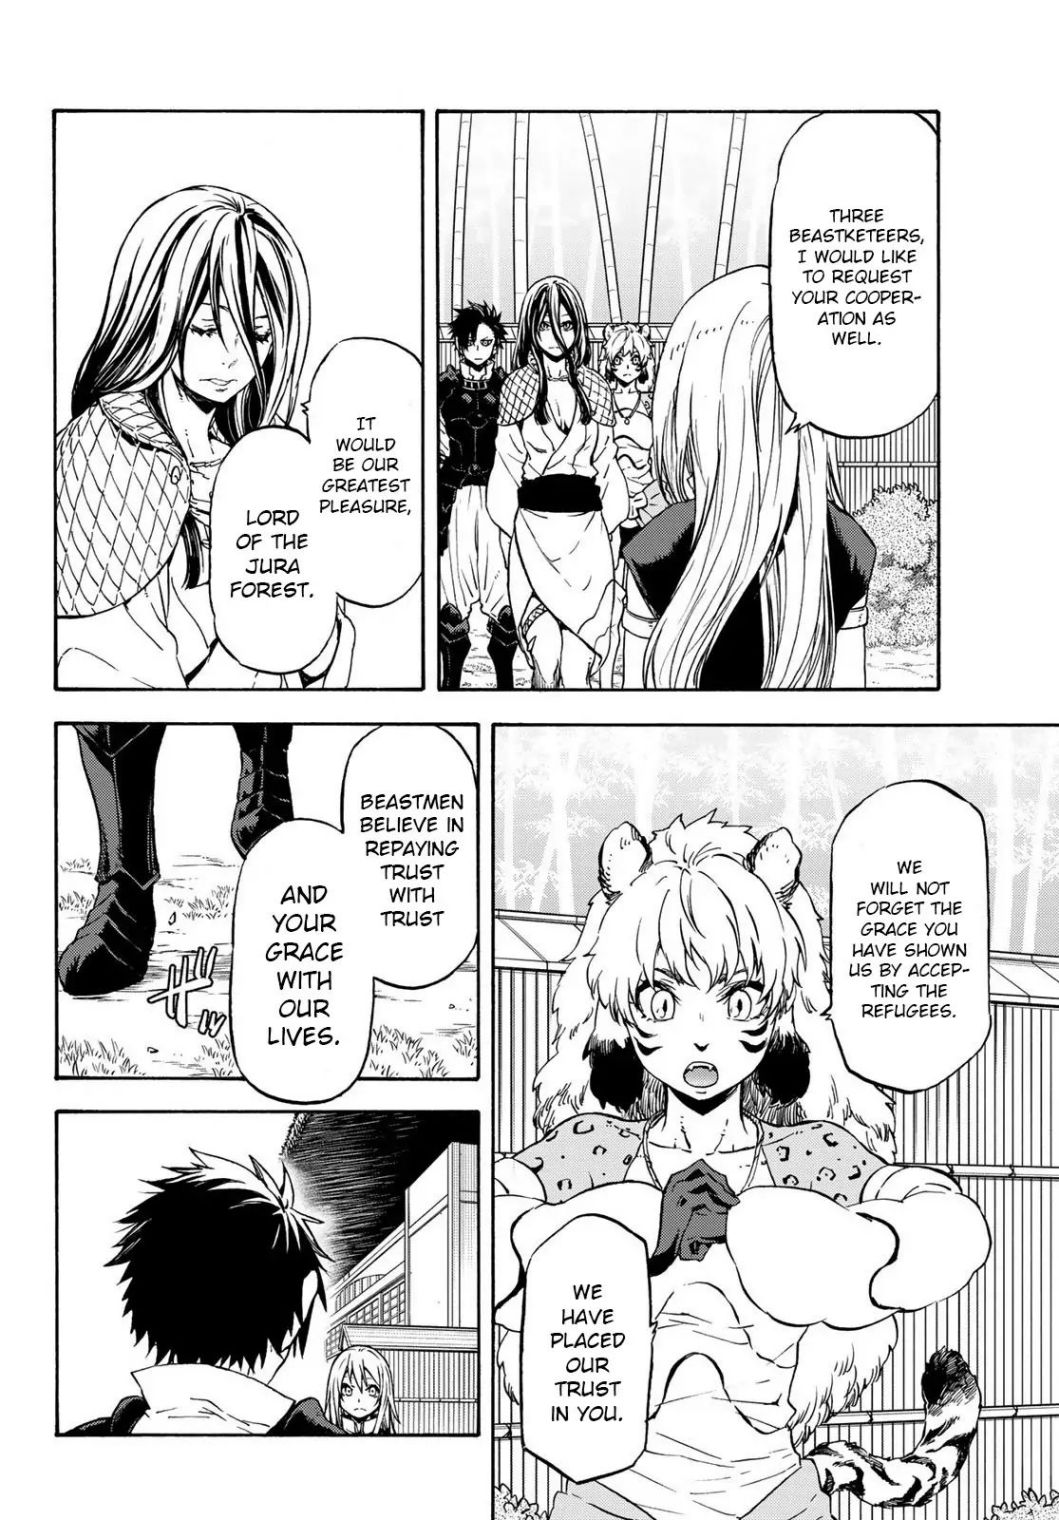 THREE
BEASTKETEERS,
I WOULD LIKE
TO REQUEST
YOUR COOPER-
ATION AS
WELL.
IT
WOULD
BE OUR
GREATEST
PLEASURE,
LORD
OF THE
JURA
FOREST.
WE
WILL NOT
FORGET THE
GRACE YOU
HAVE SHOWN
US BY ACCEP-
TING THE
REFUGEES.
WE
HAVE
PLACED
OUR
TRUST
IN YOU.
BEASTMEN
BELIEVE IN
REPAYING
TRUST
WITH
TRUST
AND
YOUR
GRACE
WITH
OUR
LIVES.